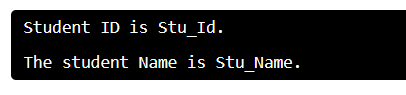 Student ID is Stu_Id.
The student Name is Stu_Name.